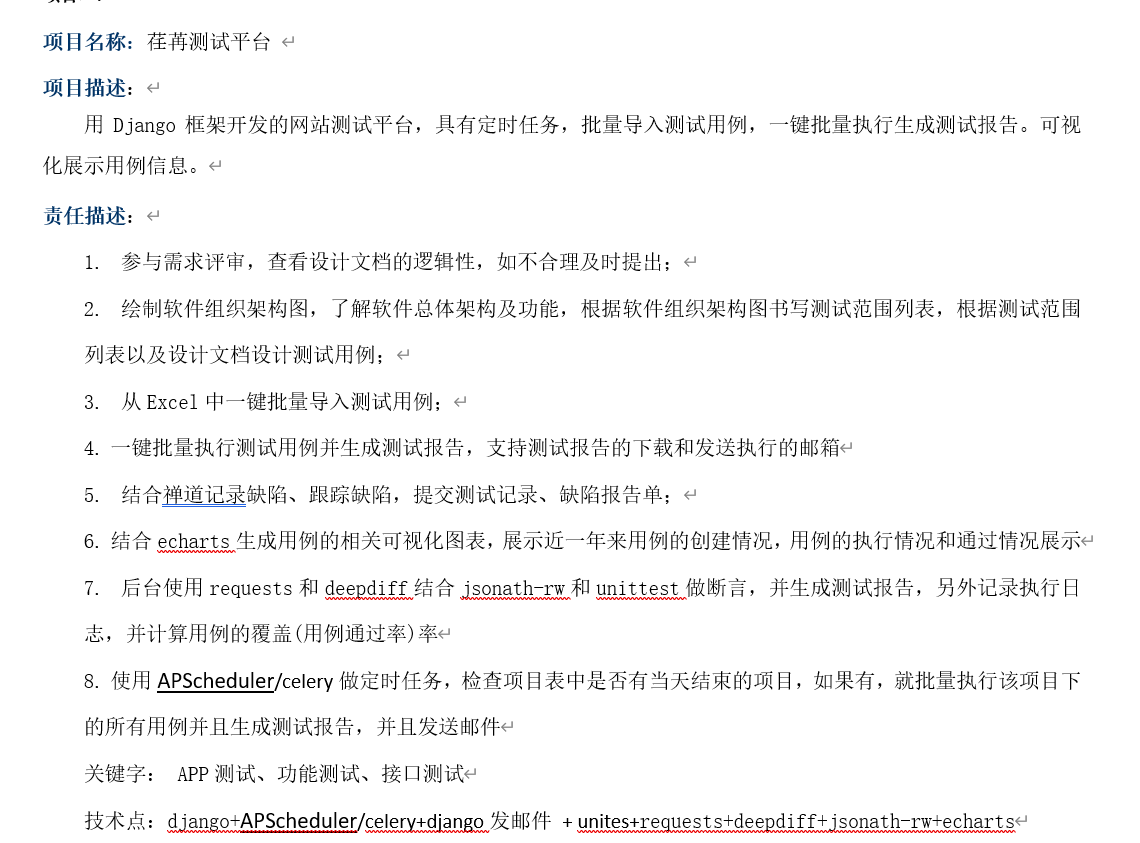 项目名称：荏苒测试平台
项目描述：
用 Django 框架开发的网站测试平台，具有定时任务，批量导入测试用例，一键批量执行生成测试报告。可视
化展示用例信息。
责任描述：
1. 参与需求评审，查看设计文档的逻辑性，如不合理及时提出；
2. 绘制软件组织架构图，了解软件总体架构及功能，根据软件组织架构图书写测试范围列表，根据测试范围
列表以及设计文档设计测试用例；
3. 从 Excel 中一键批量导入测试用例；
4. 一键批量执行测试用例并生成测试报告，支持测试报告的下载和发送执行的邮箱
5. 结合禅道记录缺陷、跟踪缺陷，提交测试记录、缺陷报告单；
6. 结合 echarts 生成用例的相关可视化图表，展示近一年来用例的创建情况，用例的执行情况和通过情况展示
7. 后台使用 requests 和 deepdiff 结合 jsonath-rw 和 unittest 做断言，并生成测试报告，另外记录执行日
志，并计算用例的覆盖(用例通过率)率
8. 使用 APScheduler/celery 做定时任务，检查项目表中是否有当天结束的项目，如果有，就批量执行该项目下
的所有用例并且生成测试报告，并且发送邮件
关键字： APP 测试、功能测试、接口测试
技术点：django+APScheduler/celery+django 发邮件 + unites+requests+deepdiff+jsonath-rw+echarts